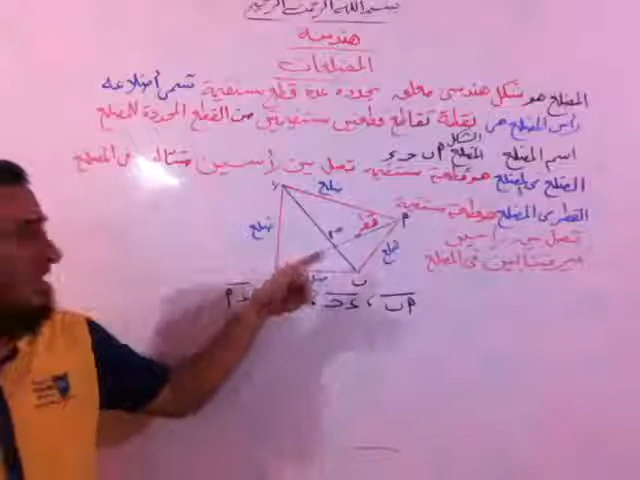 بسم الله الرحمن الرحيم
هندسة
المضلعات
المضلع هو شكل هندسي مغلق يحدده عدة قطع مستقيمة تسمى أضلاعه
رأس المضلع هي نقطة تقاطع قطعتين مستقيمتين من القطع المحددة للمضلع
الشكل
اسم المضلع المضلع م ب ح ء
الضلع في المضلع هو قطعة مستقيمة تصل بين رأسين متتاليين في المضلع
القطر في المضلع هو قطعة مستقيمة
تصل بين رأسين
غير متتاليين في المضلع
ضلع
قطر
ضلع
ضلع
ب